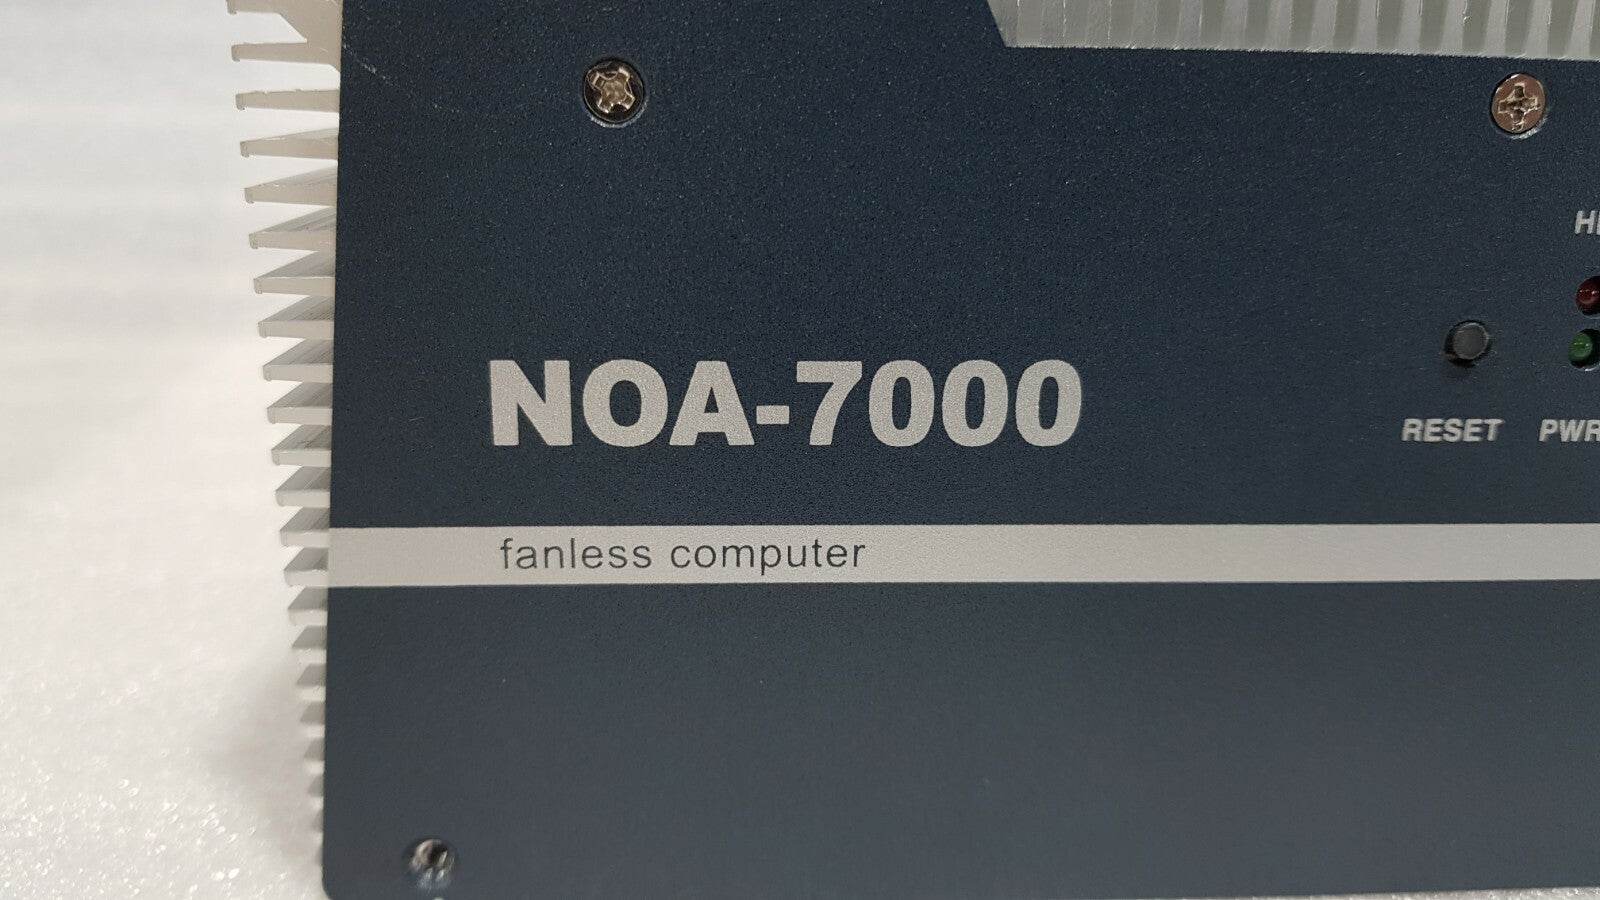 NOA-7000
RESET
PWR
fanless computer